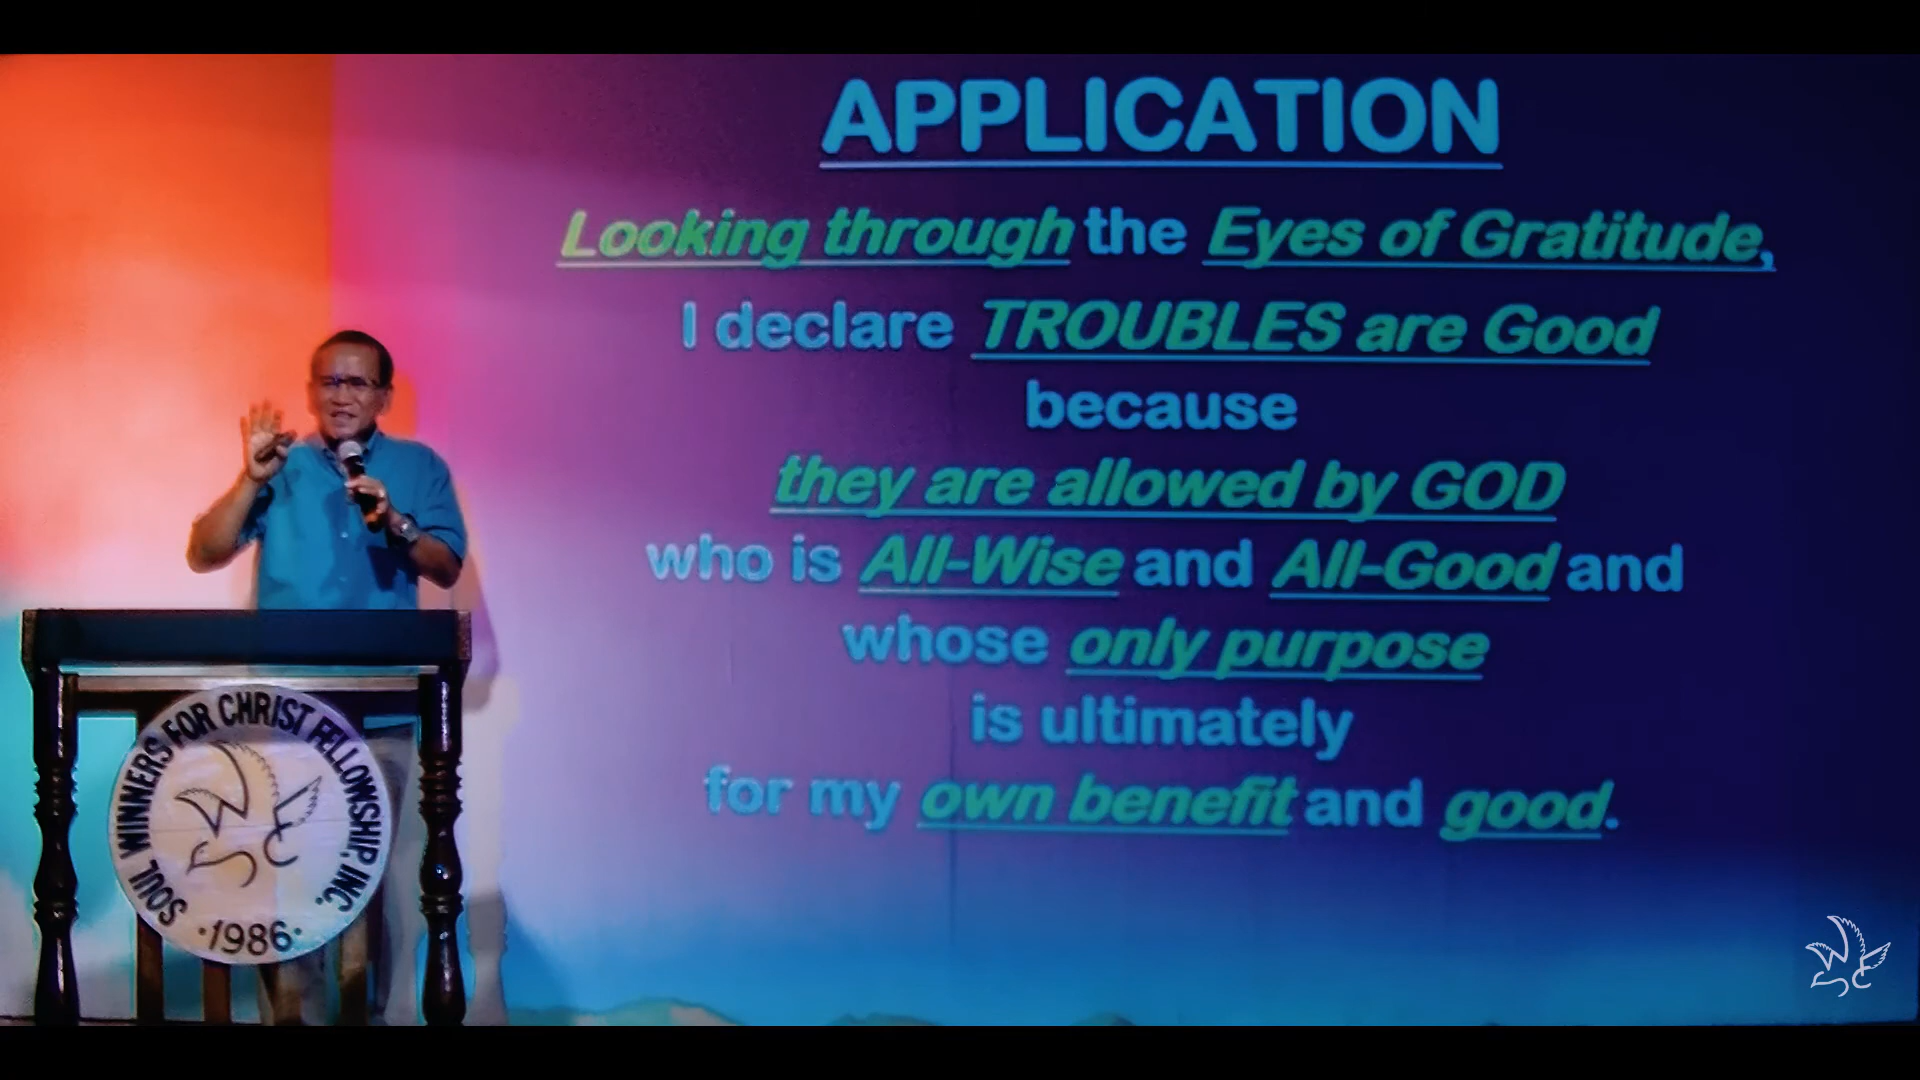 APPLICATION
Looking through the Eyes of Gratitude,
I declare TROUBLES are Good
because
they are allowed by GOD
who is All-Wise and All-Good and
whose only purpose
is ultimately
for my own benefit and good.
SOUL WINNERS FOR CHRIST FELLOWSHIP, INC.
·1986·
SWCF
SWCF